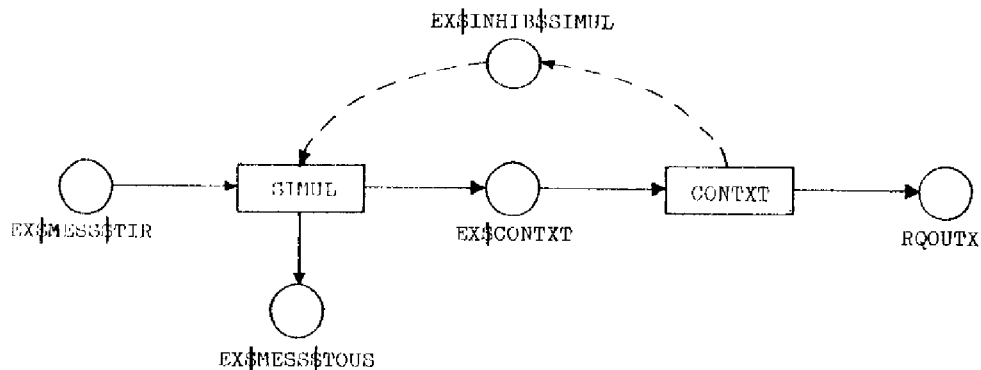 EX$INHIB$SIMUL
SIMUL
CONTXT
EX$MESS$TIR
EX$CONTXT
RQOUTX
EX$MESS$TOUS